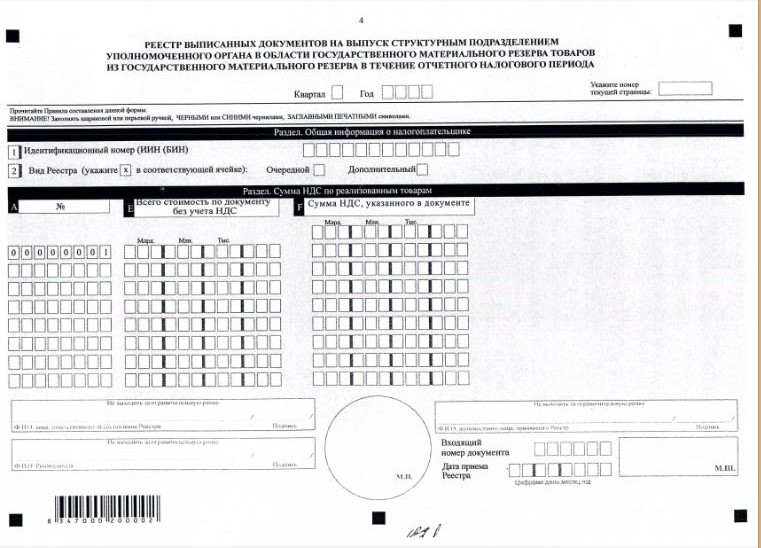 4
РЕЕСТР ВЫПИСАННЫХ ДОКУМЕНТОВ НА ВЫПУСК СТРУКТУРНЫМ ПОДРАЗДЕЛЕНИЕМ
УПОЛНОМОЧЕННОГО ОРГАНА В ОБЛАСТИ ГОСУДАРСТВЕННОГО МАТЕРИАЛЬНОГО РЕЗЕРВА ТОВАРОВ
ИЗ ГОСУДАРСТВЕННОГО МАТЕРИАЛЬНОГО РЕЗЕРВА В ТЕЧЕНИЕ ОТЧЕТНОГО НАЛОГОВОГО ПЕРИОДА
Квартал Год
Укажите номер
текущей страницы:
Прочитайте Правила составления данной формы.
ВНИМАНИЕ! Заполнять шариковой или перьевой ручкой, ЧЕРНЫМИ или СИНИМИ чернилами, ЗАГЛАВНЫМИ ПЕЧАТНЫМИ символами.
Раздел. Общая информация о налогоплательщике
1 Идентификационный номер (ИИН (БИН)
2 Вид Реестра (укажите x в соответствующей ячейке): Очередной Дополнительный
Раздел. Сумма НДС по реализованным товарам
A №
E Всего стоимость по документу
без учета НДС
F Сумма НДС, указанного в документе
Млрд. Млн. Тыс.
Млрд. Млн. Тыс.
0 0 0 0 0 0 0 1
Не выходить за ограничительную рамку
Ф.И.О. лица, ответственного за составление Реестра / Подпись /
Не выходить за ограничительную рамку
Ф.И.О. Руководителя / Подпись /
М.П.
Не выходить за ограничительную рамку
Ф.И.О. должностного лица, принявшего Реестр / Подпись /
Входящий
номер документа
Дата приема
Реестра
Цифрами день,месяц,год
М.Ш.
8 347000 200002